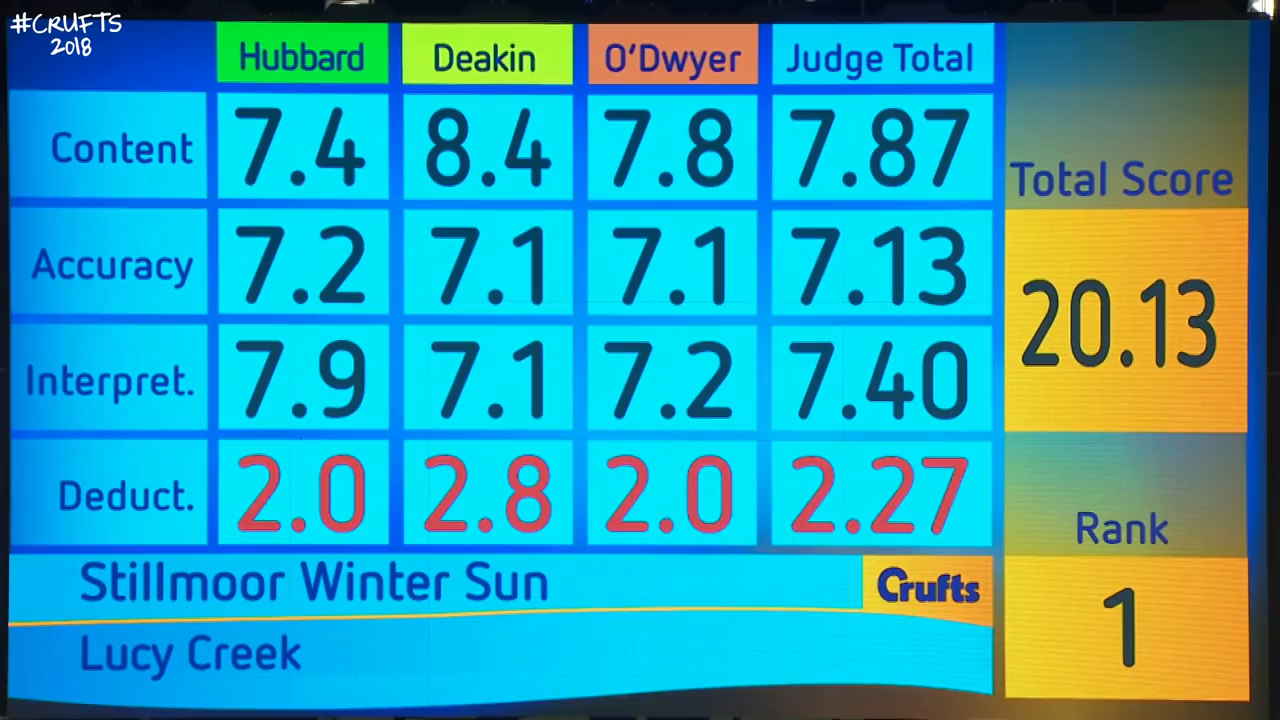 #CRUFTS
2018
Hubbard Deakin O'Dwyer Judge Total
Content 7.4 8.4 7.8 7.87
Total Score
Accuracy 7.2 7.1 7.1 7.13
20.13
Interpret. 7.9 7.1 7.2 7.40
Deduct. 2.0 2.8 2.0 2.27
Rank
1
Stillmoor Winter Sun
Crufts
Lucy Creek